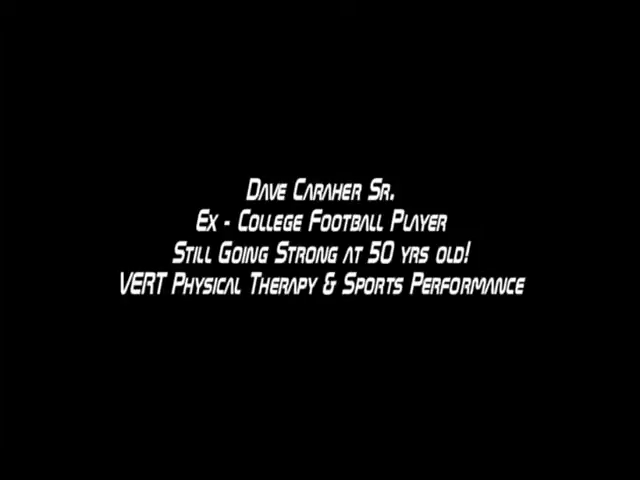 Dave Caraher Sr.
Ex - College Football Player
Still Going Strong at 50 yrs old!
VERT Physical Therapy & Sports Performance